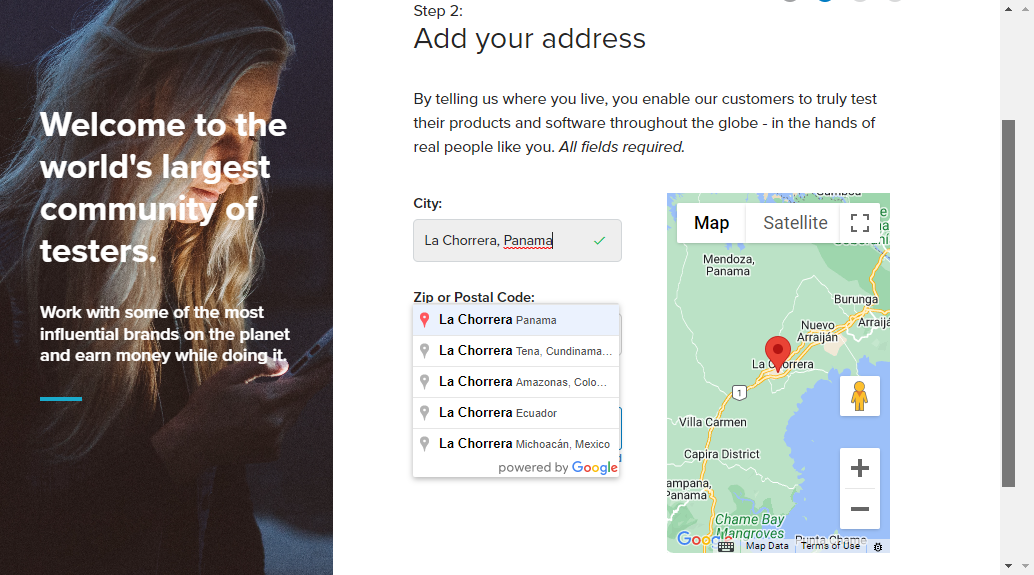 Step 2:
Add your address
Welcome to the
world's largest
community of
testers.
Work with some of the most
influential brands on the planet
and earn money while doing it.
By telling us where you live, you enable our customers to truly test
their products and software throughout the globe - in the hands of
real people like you. All fields required.
City:
La Chorrera, Panama
Zip or Postal Code:
La Chorrera Panama
La Chorrera Tena, Cundinama...
La Chorrera Amazonas, Colo...
La Chorrera Ecuador
La Chorrera Michoacán, Mexico
powered by Google
Map
Satellite
Mendoza,
Panama
Burunga
Nuevo
Arraiján
La Chorrera
1
Villa Carmen
Capira District
Panama
Chame Bay
Mangroves
Punta Chame
Google
Map Data
Terms of Use